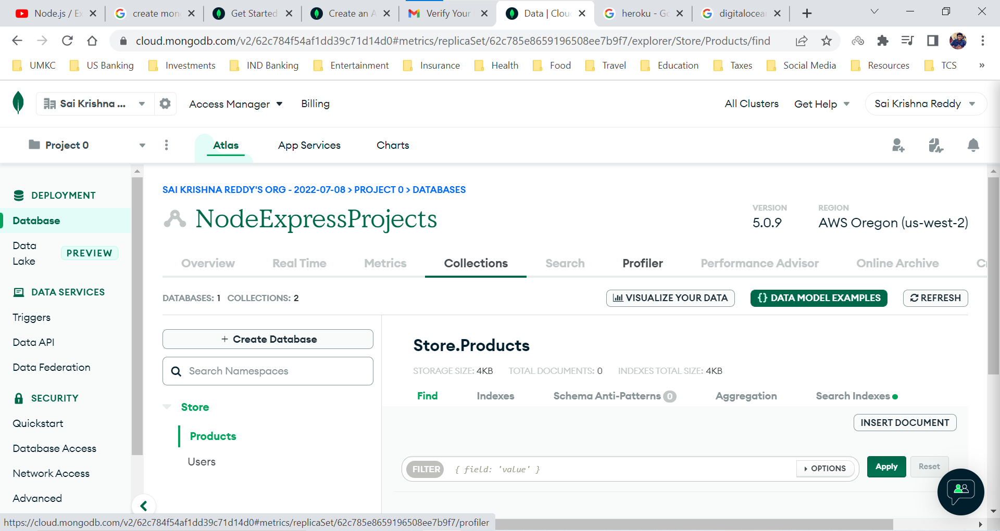 Node.js / Ex
create mon
Get Started
Create an A
Verify Your
Data | Clou
heroku - Go
digitalocean
cloud.mongodb.com/v2/62c784f54af1dd39c71d14d0#metrics/replicaSet/62c785e8659196508ee7b9f7/explorer/Store/Products/find
UMKC
US Banking
Investments
IND Banking
Entertainment
Insurance
Health
Food
Travel
Education
Taxes
Social Media
Resources
TCS
»
Sai Krishna ...
Access Manager
Billing
All Clusters
Get Help
Sai Krishna Reddy
Project 0
Atlas
App Services
Charts
DEPLOYMENT
Database
Data Lake
PREVIEW
DATA SERVICES
Triggers
Data API
Data Federation
SECURITY
Quickstart
Database Access
Network Access
Advanced
SAI KRISHNA REDDY'S ORG - 2022-07-08 > PROJECT 0 > DATABASES
NodeExpressProjects
VERSION
5.0.9
REGION
AWS Oregon (us-west-2)
Overview
Real Time
Metrics
Collections
Search
Profiler
Performance Advisor
Online Archive
DATABASES: 1 COLLECTIONS: 2
VISUALIZE YOUR DATA
{} DATA MODEL EXAMPLES
REFRESH
+ Create Database
Search Namespaces
Store
Products
Users
Store.Products
STORAGE SIZE: 4KB TOTAL DOCUMENTS: 0 INDEXES TOTAL SIZE: 4KB
Find
Indexes
Schema Anti-Patterns 0
Aggregation
Search Indexes
INSERT DOCUMENT
FILTER
{ field: 'value' }
OPTIONS
Apply
Reset
https://cloud.mongodb.com/v2/62c784f54af1dd39c71d14d0#metrics/replicaSet/62c785e8659196508ee7b9f7/profiler